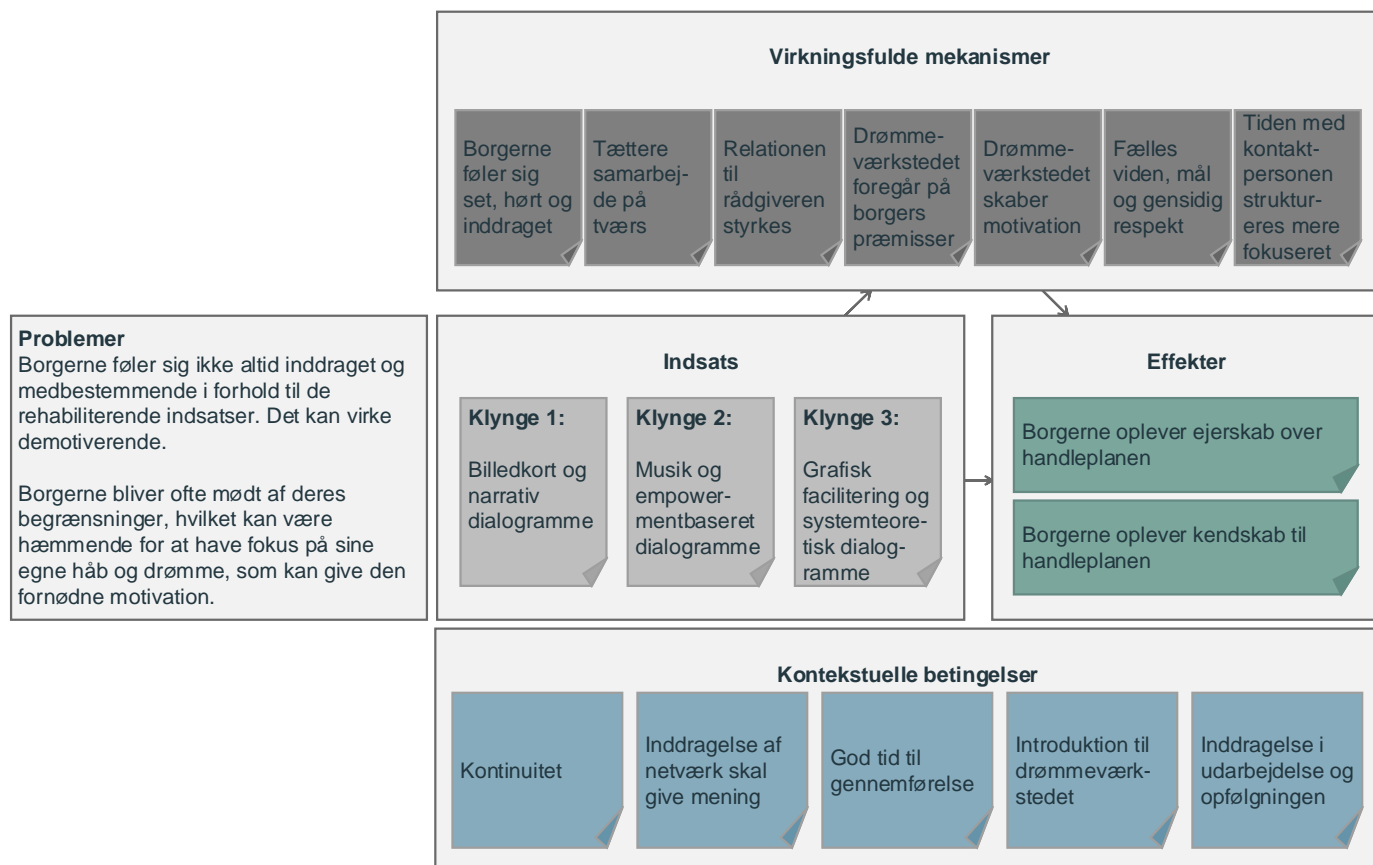 Virkningsfulde mekanismer
Borgerne
føler sig
set, hørt og
inddraget
Tættere
samarbej-
de på
tværs
Relationen
til
rådgiveren
styrkes
Drømme-
værkstedet
foregår på
borgers
præmisser
Drømme-
værkstedet
skaber
motivation
Fælles
viden, mål
og gensidig
respekt
Tiden med
kontakt-
personen
struktur-
eres mere
fokuseret
Problemer
Borgerne føler sig ikke altid inddraget og
medbestemmende i forhold til de
rehabiliterende indsatser. Det kan virke
demotiverende.
Borgerne bliver ofte mødt af deres
begrænsninger, hvilket kan være
hæmmende for at have fokus på sine
egne håb og drømme, som kan give den
fornødne motivation.
Indsats
Klynge 1:
Billedkort og
narrativ
dialogramme
Klynge 2:
Musik og
empower-
mentbaseret
dialogramme
Klynge 3:
Grafisk
facilitering og
systemteore-
tisk dialog-
ramme
Effekter
Borgerne oplever ejerskab over
handleplanen
Borgerne oplever kendskab til
handleplanen
Kontekstuelle betingelser
Kontinuitet
Inddragelse af
netværk skal
give mening
God tid til
gennemførelse
Introduktion til
drømmeværk-
stedet
Inddragelse i
udarbejdelse og
opfølgningen